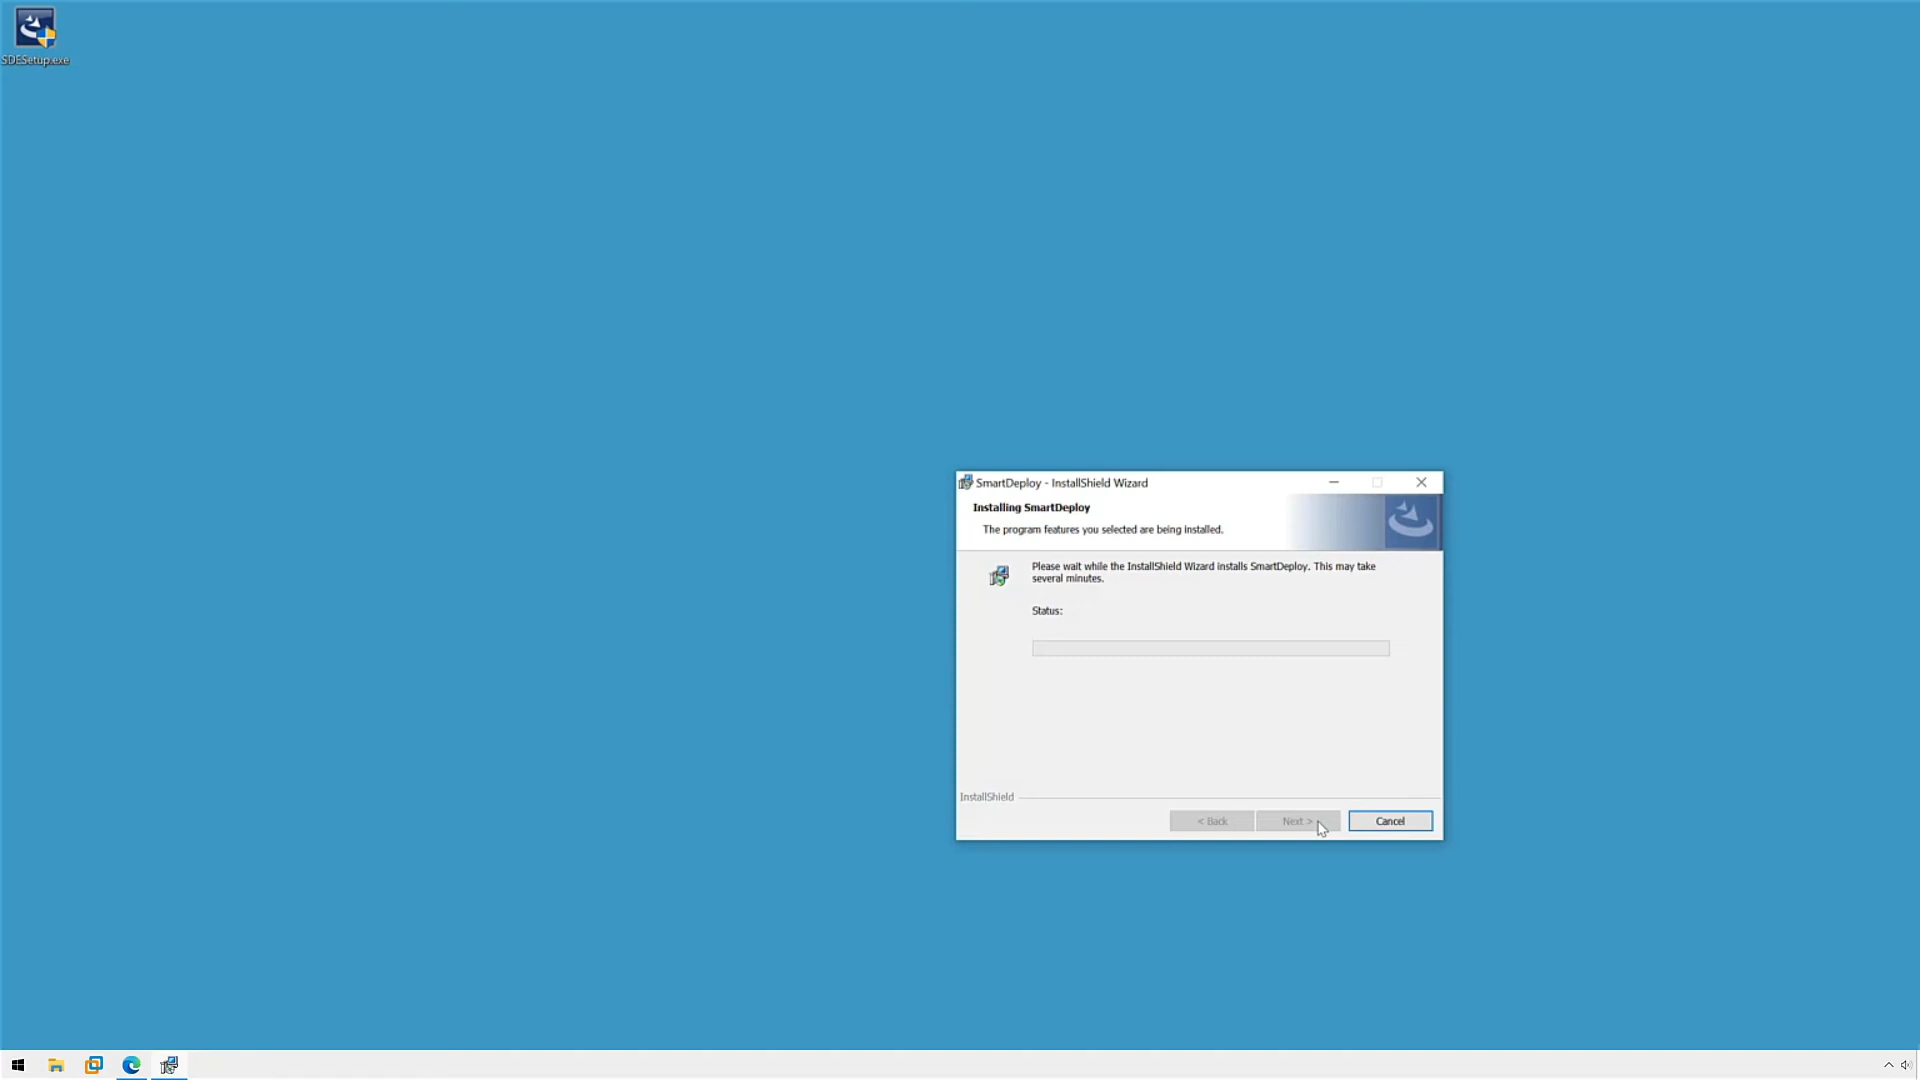 SDESetup.exe
SmartDeploy - InstallShield Wizard
Installing SmartDeploy
The program features you selected are being installed.
Please wait while the InstallShield Wizard installs SmartDeploy. This may take
several minutes.
Status:
InstallShield
< Back
Next >
Cancel